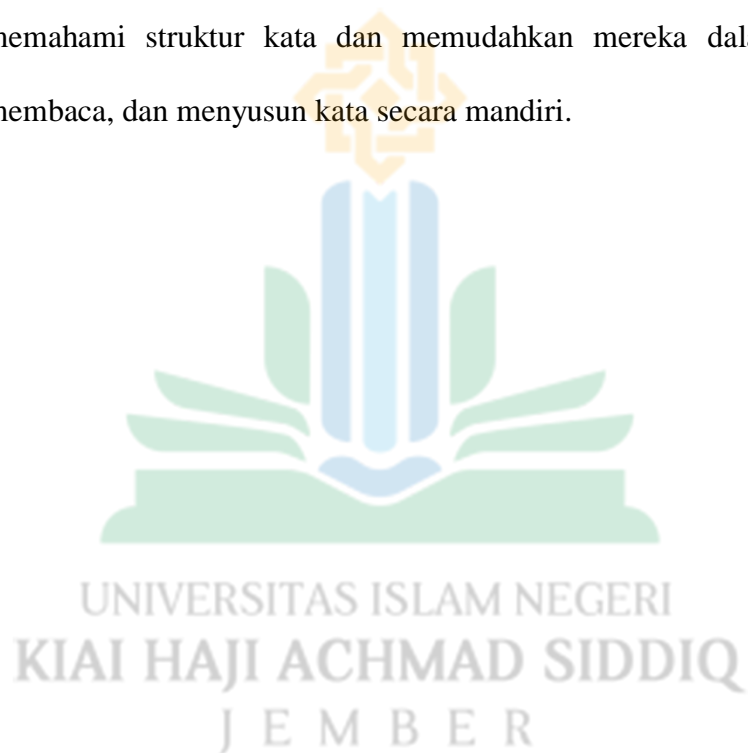 memahami struktur kata dan memudahkan mereka
membaca, dan menyusun kata secara mandiri.
UNIVERSITAS ISLAM NEGERI
KIAI HAJI ACHMAD SIDDIQ
JEMBER